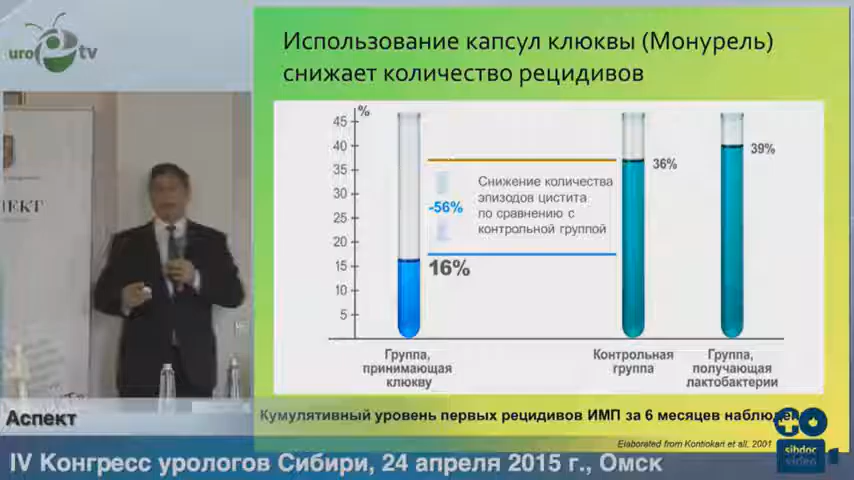 uro tv
Использование капсул клюквы (Монурель)
снижает количество рецидивов
%
45
40
35
30
25
20
15
10
5
Снижение количества
эпизодов цистита
по сравнению с
контрольной группой
-56%
16%
36%
39%
Группа,
принимающая
клюкву
Контрольная
группа
Группа,
получающая
лактобактерии
Кумулятивный уровень первых рецидивов ИМП за 6 месяцев
Elaborated from Kontiokari et al, 2001
Аспект
IV Конгресс урологов Сибири, 24 апреля 2015 г., Омск
sibdoc
video